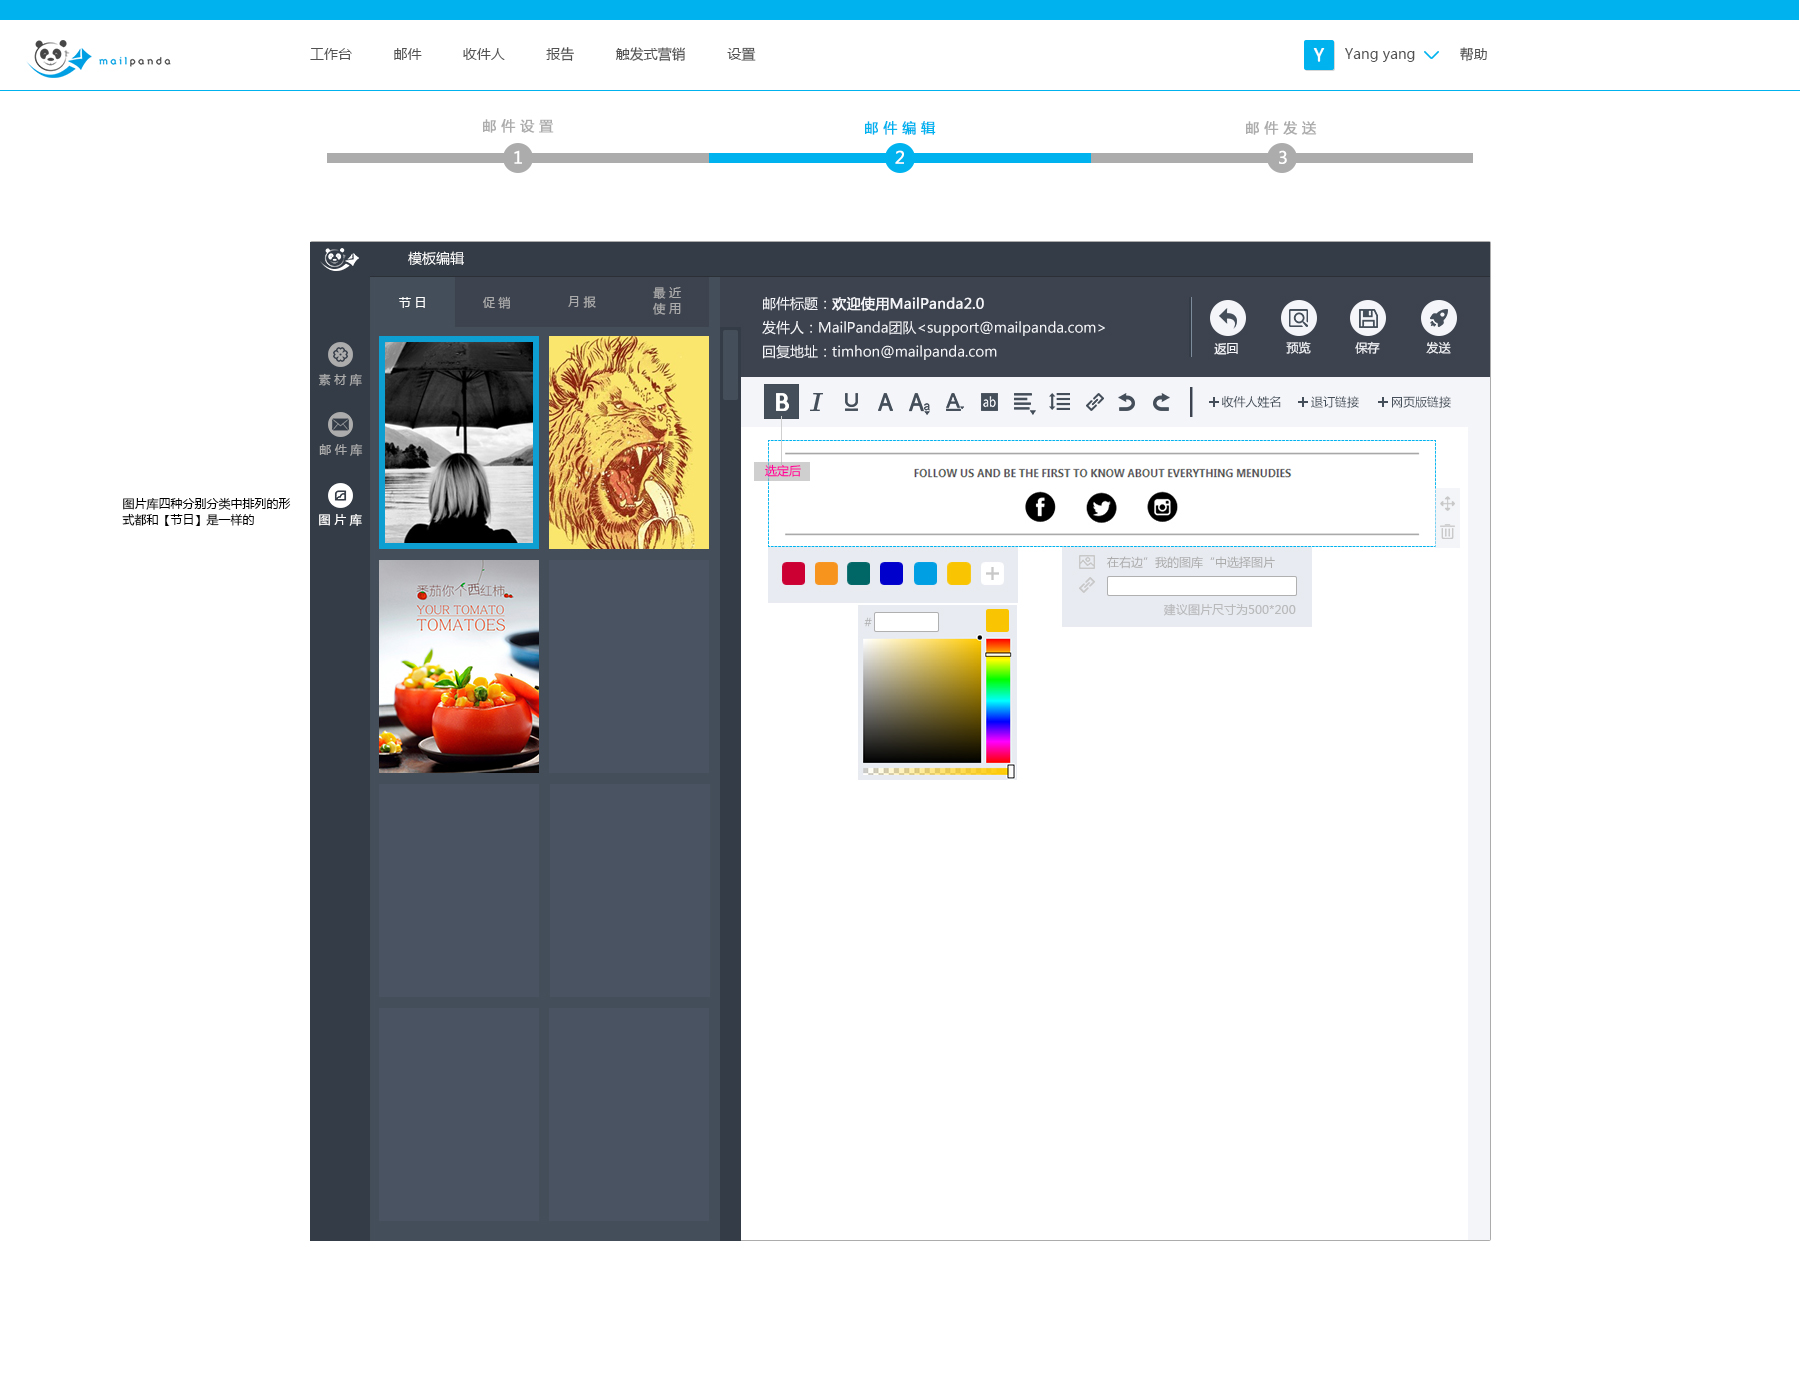 mailpanda
工作台 邮件 收件人 报告 触发式营销 设置
Y Yang yang 帮助
邮件设置 邮件编辑 邮件发送
1 2 3
模板编辑
节日 促销 月报 最近
使用
邮件标题：欢迎使用MailPanda2.0
发件人：MailPanda团队<support@mailpanda.com>
回复地址：timhon@mailpanda.com
返回 预览 保存 发送
素材库
邮件库
图片库
图片库四种分别分类中排列的形
式都和【节日】是一样的
B I U A Aa A ab +收件人姓名 +退订链接 +网页版链接
选定后
FOLLOW US AND BE THE FIRST TO KNOW ABOUT EVERYTHING MENUDIES
在右边”我的图库“中选择图片
建议图片尺寸为500*200
#
番茄你个西红柿
YOUR TOMATO
TOMATOES